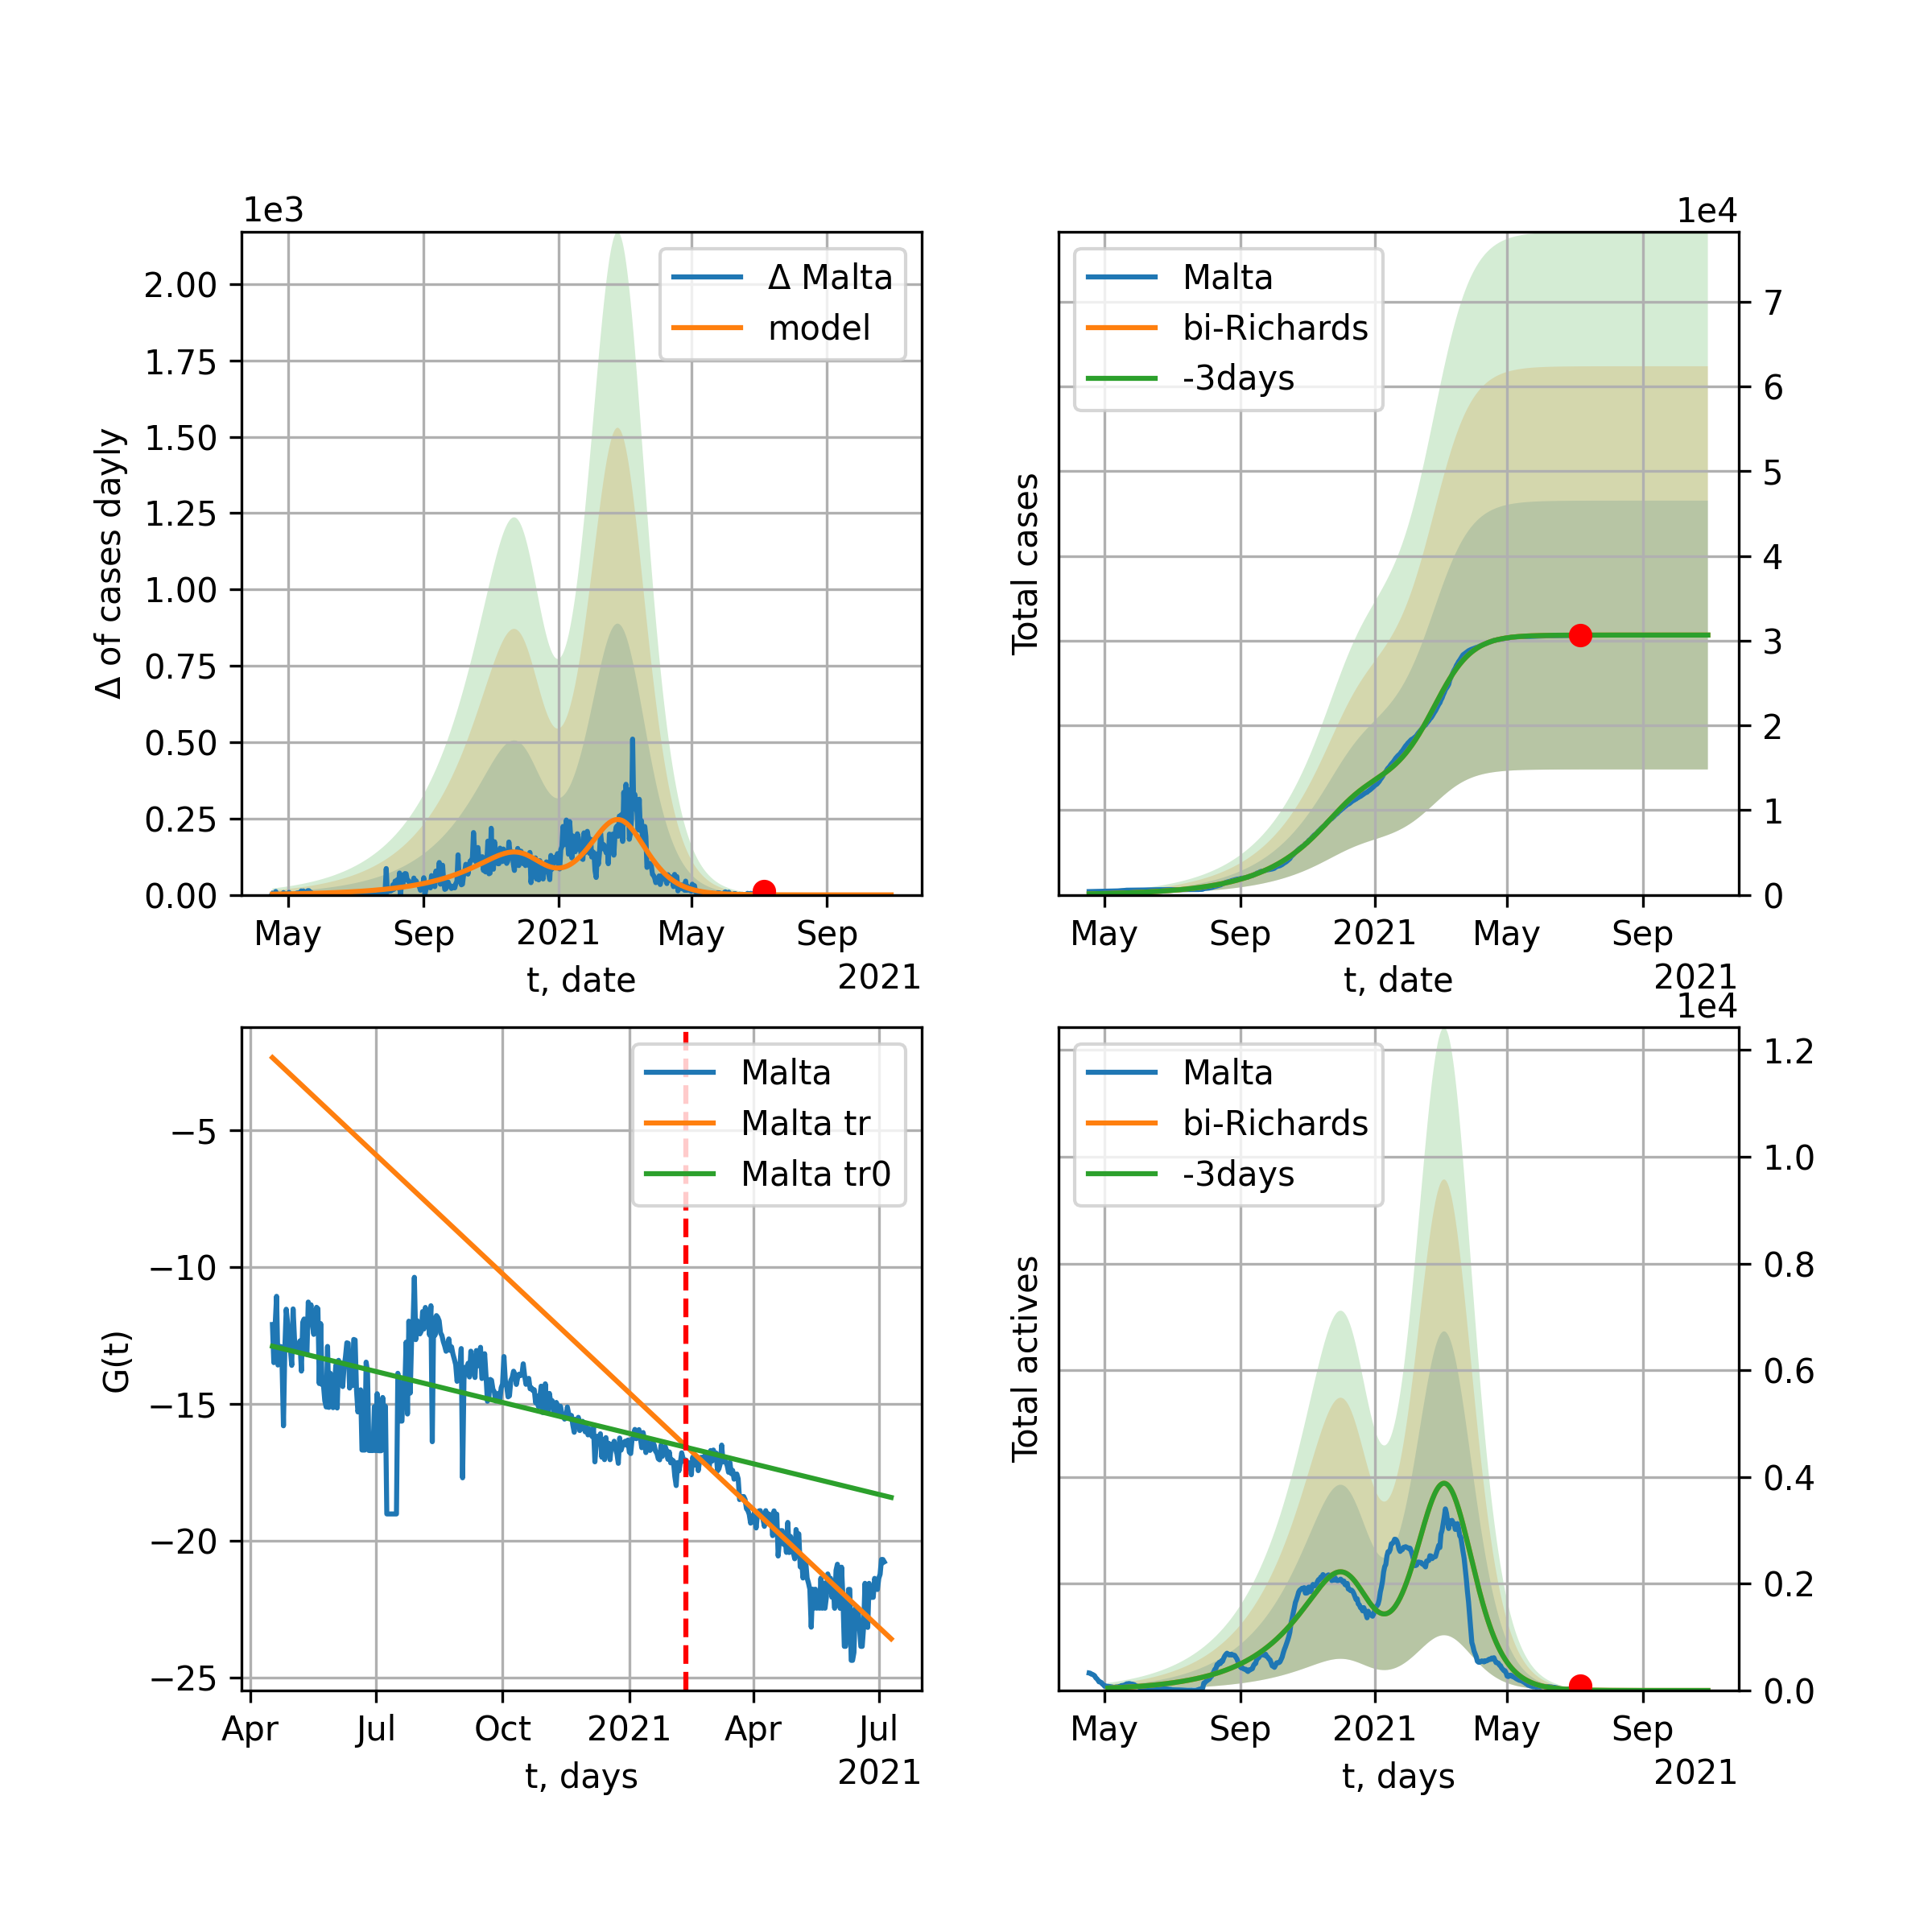 1e3
2.00
1.75
1.50
1.25
1.00
0.75
0.50
0.25
0.00
Δ of cases dayly
Δ Malta
model
May Sep 2021 May Sep
t, date
2021
1e4
Total cases
Malta
bi-Richards
-3days
7
6
5
4
3
2
1
0
May Sep 2021 May Sep
t, date
2021
G(t)
−5
−10
−15
−20
−25
Malta
Malta tr
Malta tr0
Apr Jul Oct 2021 Apr Jul
t, days
2021
1e4
Total actives
Malta
bi-Richards
-3days
1.2
1.0
0.8
0.6
0.4
0.2
0.0
May Sep 2021 May Sep
t, days
2021